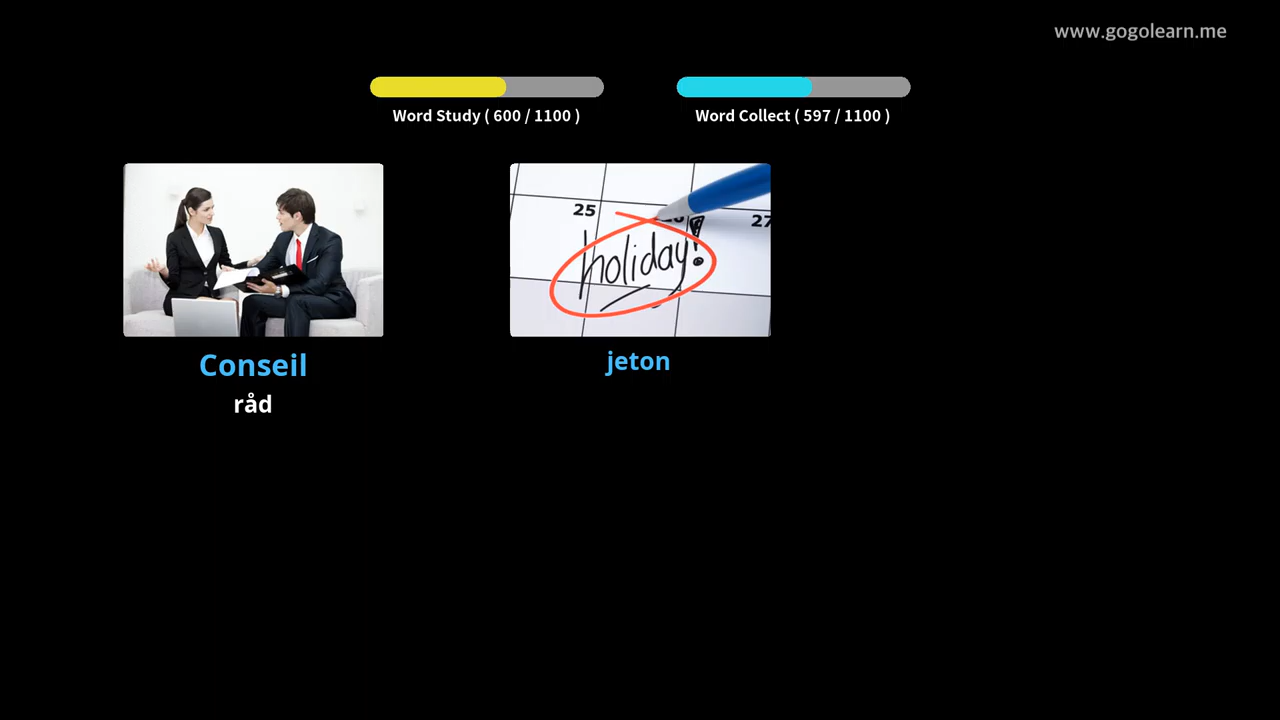 www.gogolearn.me
Word Study ( 600 / 1100 )
Word Collect ( 597 / 1100 )
25
27
holiday!
Conseil
jeton
råd